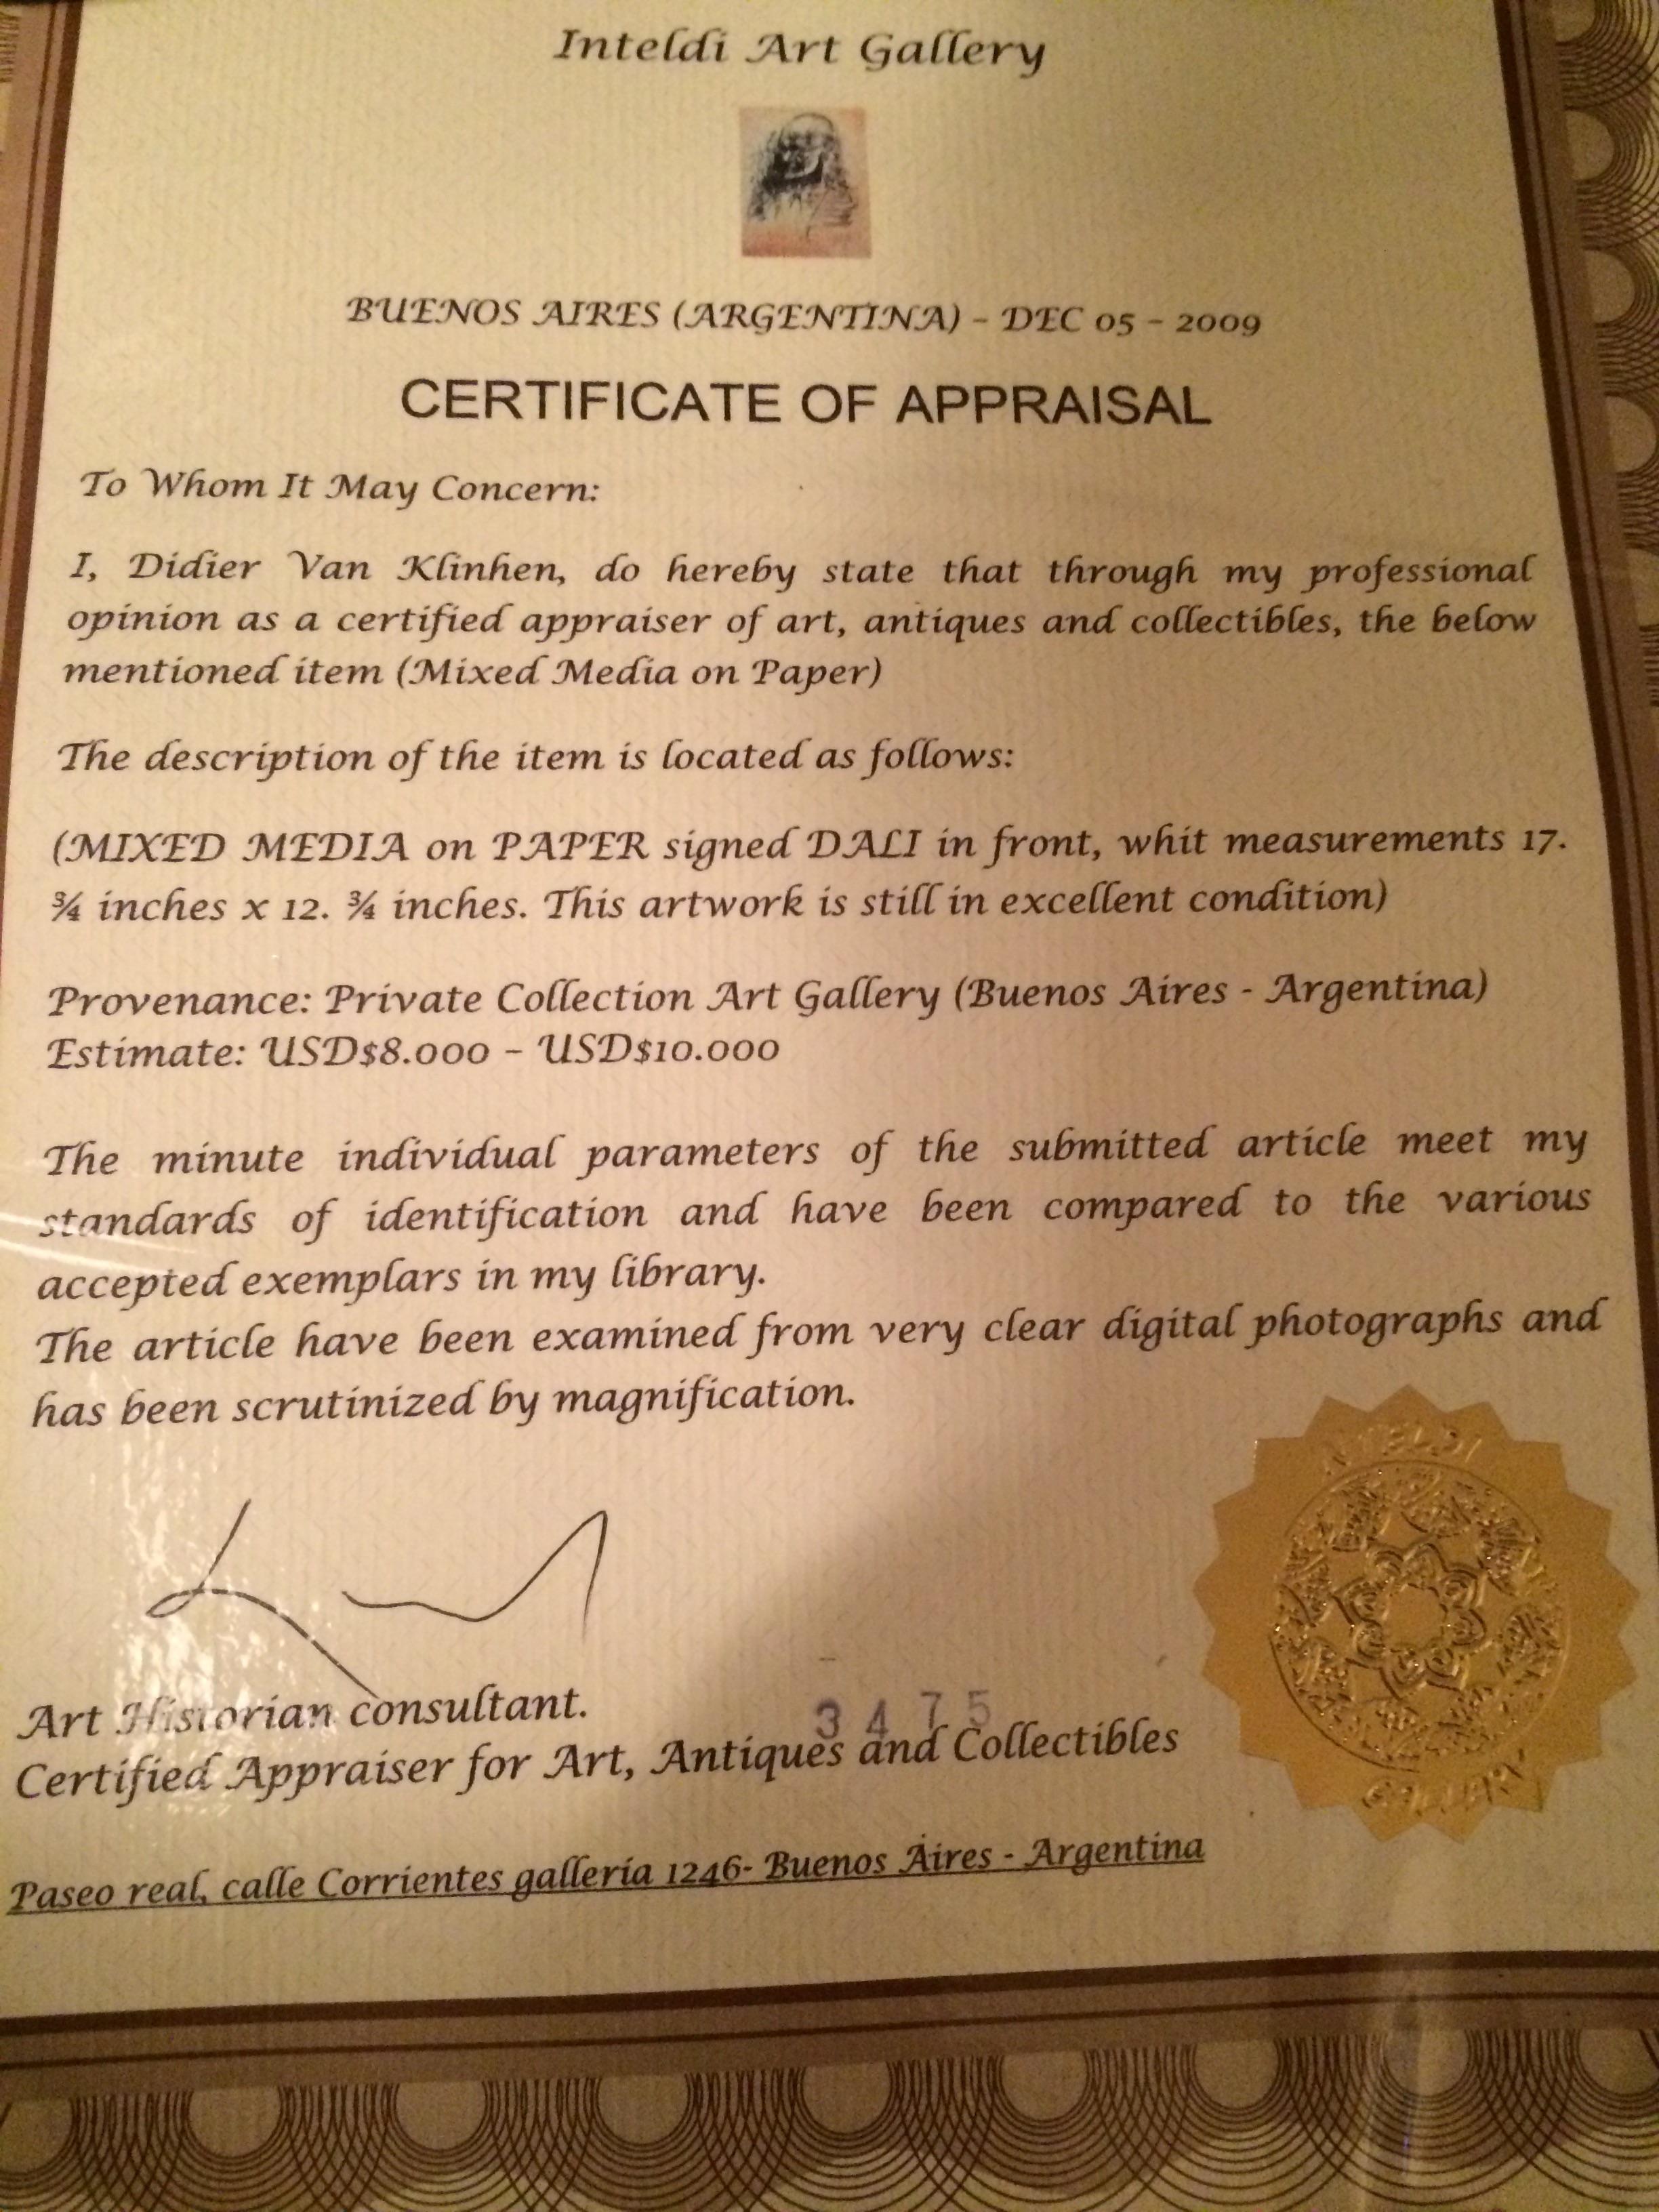 Inteldi Art Gallery
BUENOS AIRES (ARGENTINA) - DEC 05 - 2009
CERTIFICATE OF APPRAISAL
To Whom It May Concern:
I, Didier Van Klinhen, do hereby state that through my professional
opinion as a certified appraiser of art, antiques and collectibles, the below
mentioned item (Mixed Media on Paper)
The description of the item is located as follows:
(MIXED MEDIA on PAPER signed DALI in front, whit measurements 17.
¾ inches x 12. ¾ inches. This artwork is still in excellent condition)
Provenance: Private Collection Art Gallery (Buenos Aires - Argentina)
Estimate: USD$8.000 – USD$10.000
The minute individual parameters of the submitted article meet my
standards of identification and have been compared to the various
accepted exemplars in my library.
The article have been examined from very clear digital photographs and
has been scrutinized by magnification.
Art Historian consultant.
3475
Certified Appraiser for Art, Antiques and Collectibles
INTELDI
GALLERY
Paseo real, calle Corrientes gallería 1246- Buenos Aires - Argentina